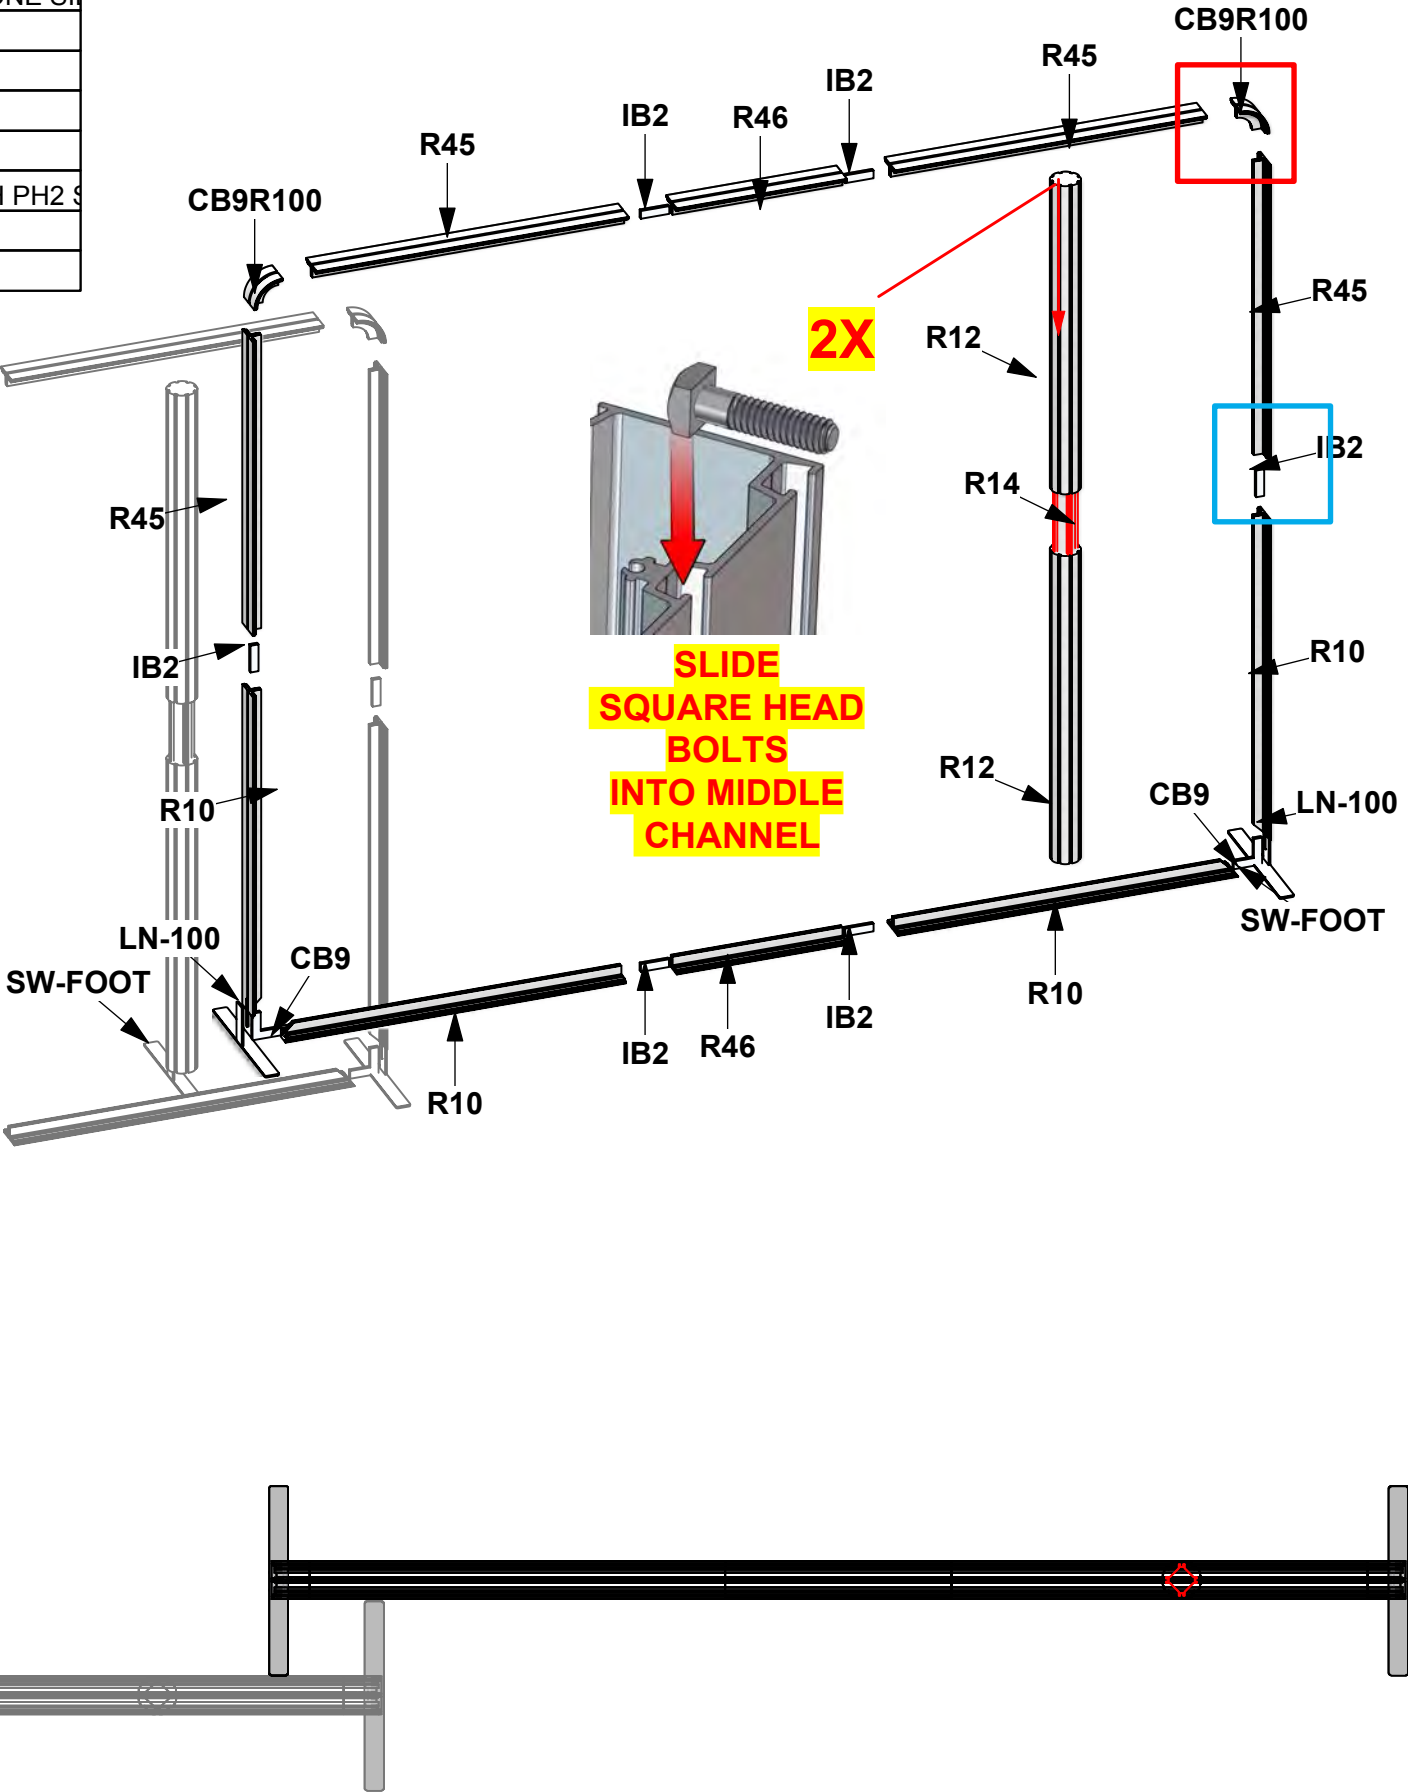 CB9R100
R45
IB2
R46
IB2
R45
PH2
CB9R100
R45
2X
R12
IB2
R14
R45
IB2
R10
SLIDE
SQUARE HEAD
BOLTS
INTO MIDDLE
CHANNEL
R10
R12
CB9
LN-100
R10
SW-FOOT
LN-100
CB9
SW-FOOT
R10
IB2
R46
IB2
R10